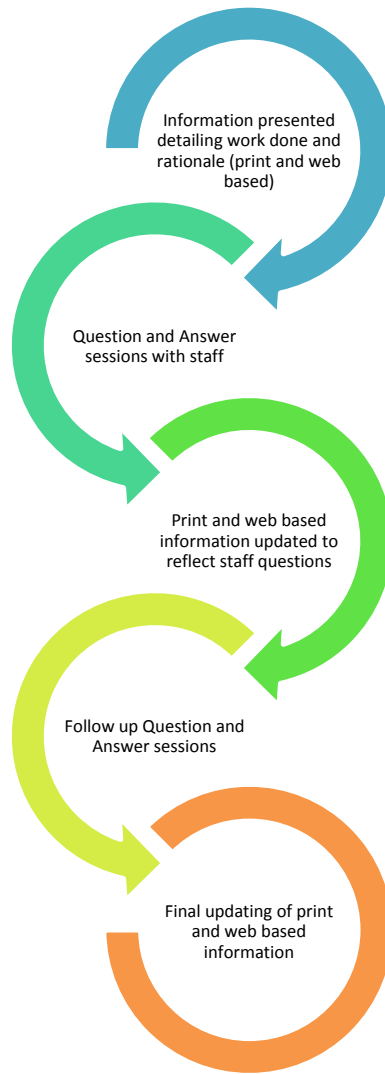 Information presented
detailing work done and
rationale (print and web
based)
Question and Answer
sessions with staff
Print and web based
information updated to
reflect staff questions
Follow up Question and
Answer sessions
Final updating of print
and web based
information